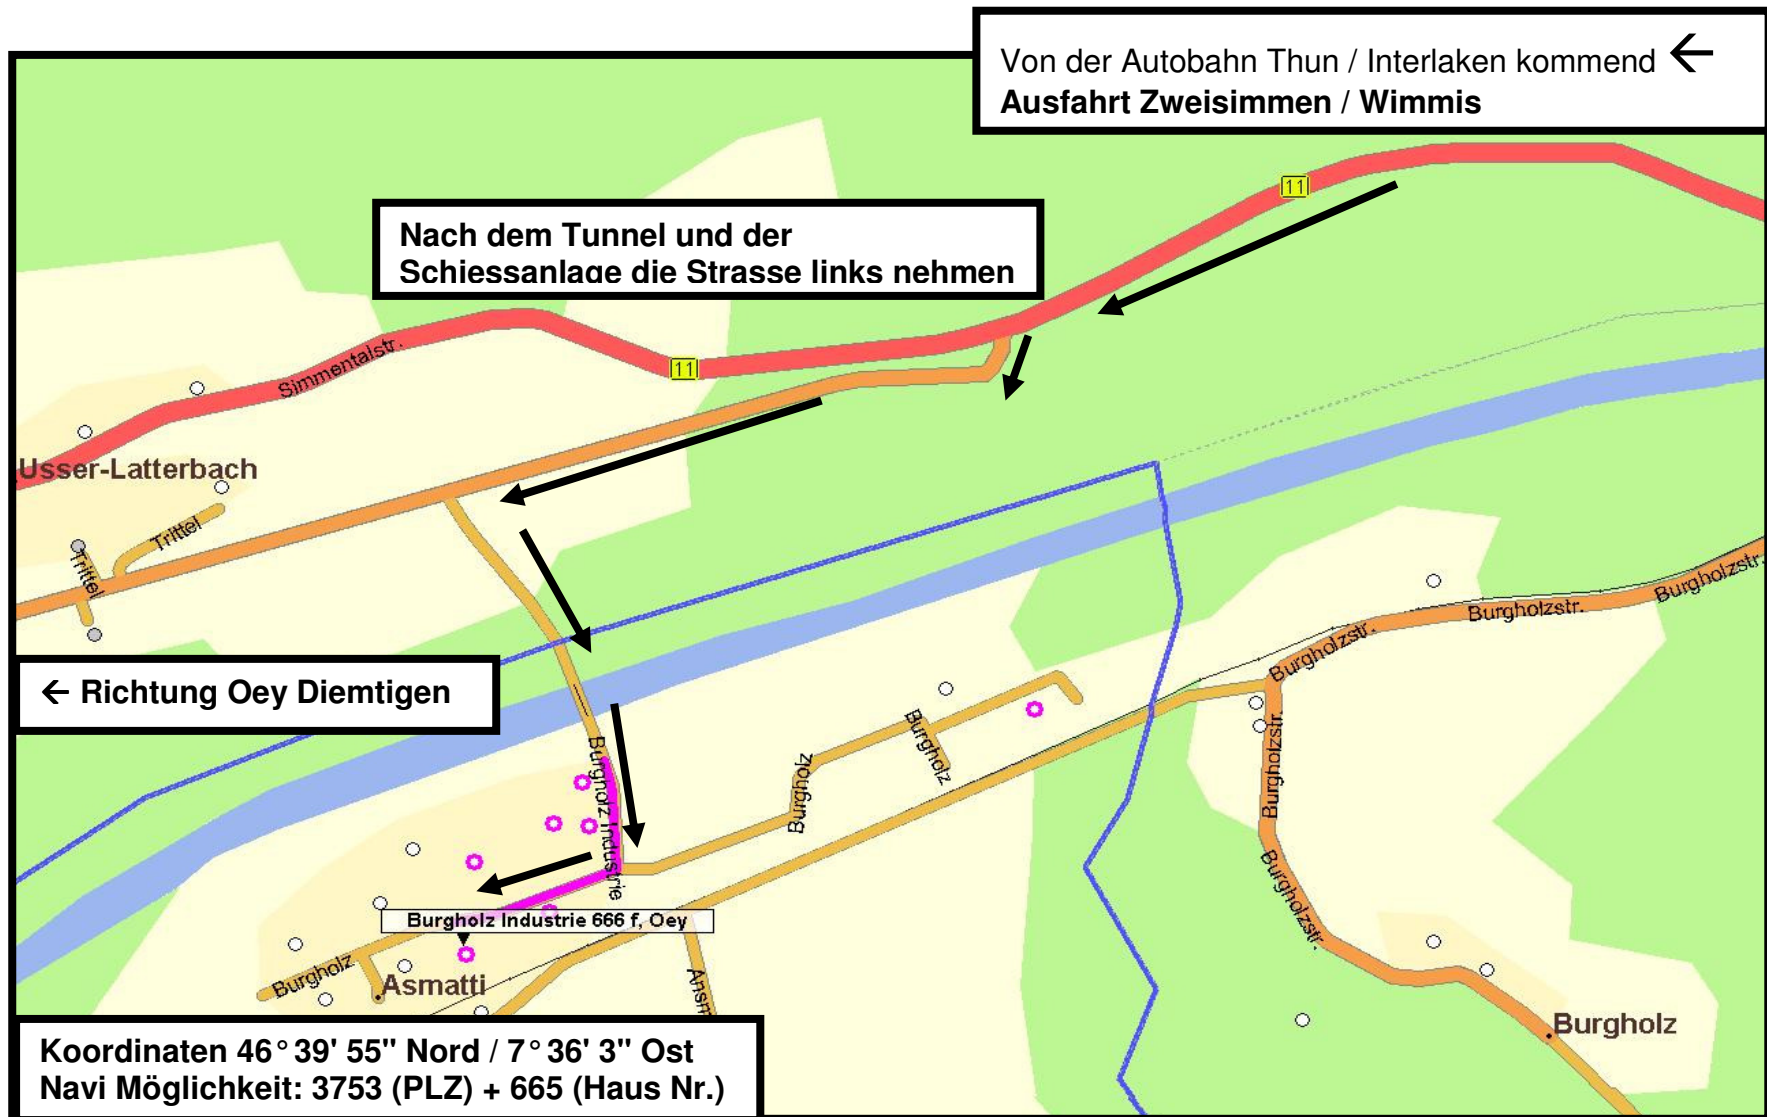 Von der Autobahn Thun / Interlaken kommend ←
Ausfahrt Zweisimmen / Wimmis
11
Nach dem Tunnel und der
Schiessanlage die Strasse links nehmen
Simmentalstr.
11
Usser-Latterbach
Trittel
Trittel
Burgholzstr.
Burgholzstr.
Burgholzstr.
← Richtung Oey Diemtigen
Burgholz Industrie
Burgholz
Burgholz
Burgholzstr.
Burgholzstr.
Burgholz Industrie 666 f, Oey
Burgholz
Asmatti
Ansm
Burgholz
Koordinaten 46° 39' 55" Nord / 7° 36' 3" Ost
Navi Möglichkeit: 3753 (PLZ) + 665 (Haus Nr.)